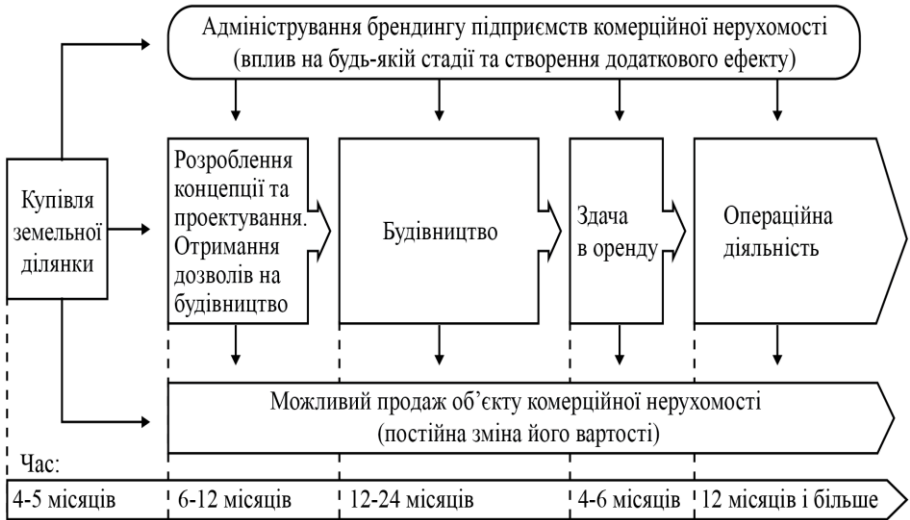 Адміністрування брендингу підприємств комерційної нерухомості
(вплив на будь-якій стадії та створення додаткового ефекту)
Купівля
земельної
ділянки
Розроблення
концепції та
проектування.
Отримання
дозволів на
будівництво
Будівництво
Здача
в оренду
Операційна
діяльність
Можливий продаж об’єкту комерційної нерухомості
(постійна зміна його вартості)
Час:
4-5 місяців
6-12 місяців
12-24 місяців
4-6 місяців
12 місяців і більше